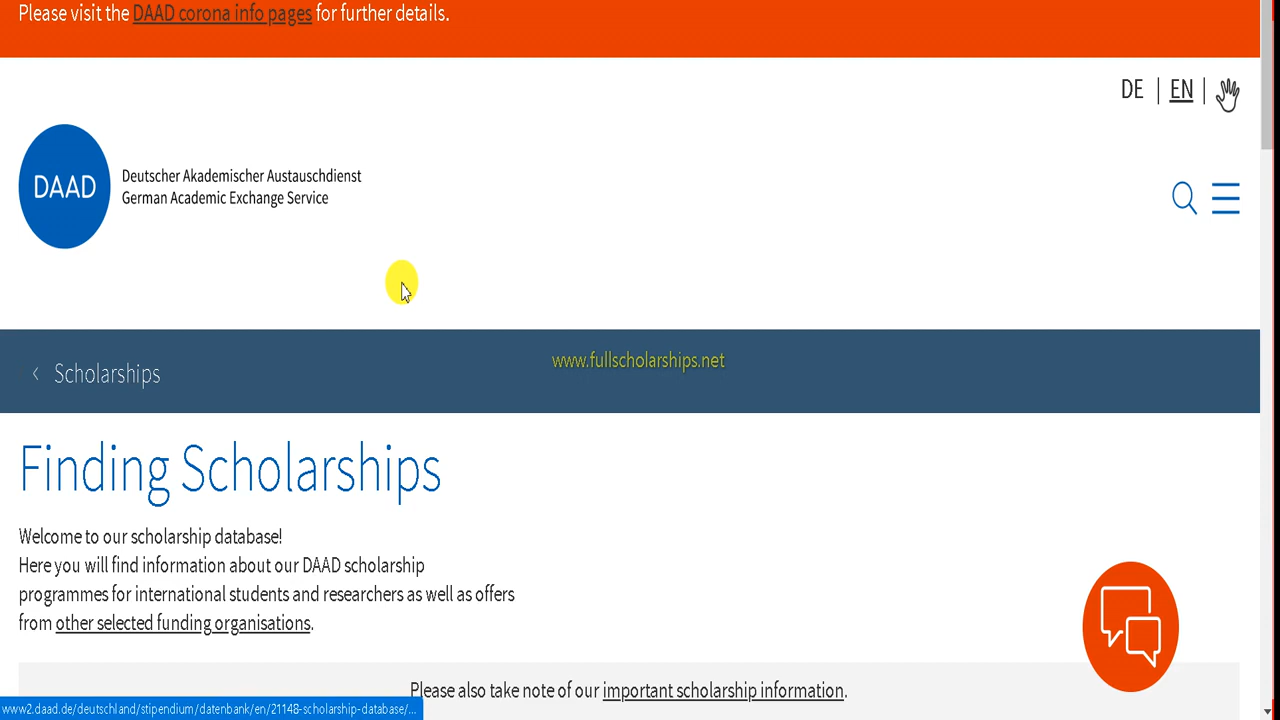 Please visit the DAAD corona info pages for further details.
DE | EN |
DAAD
Deutscher Akademischer Austauschdienst
German Academic Exchange Service
Scholarships
www.fullscholarships.net
Finding Scholarships
Welcome to our scholarship database!
Here you will find information about our DAAD scholarship
programmes for international students and researchers as well as offers
from other selected funding organisations.
Please also take note of our important scholarship information.
www2.daad.de/deutschland/stipendium/datenbank/en/21148-scholarship-database/...